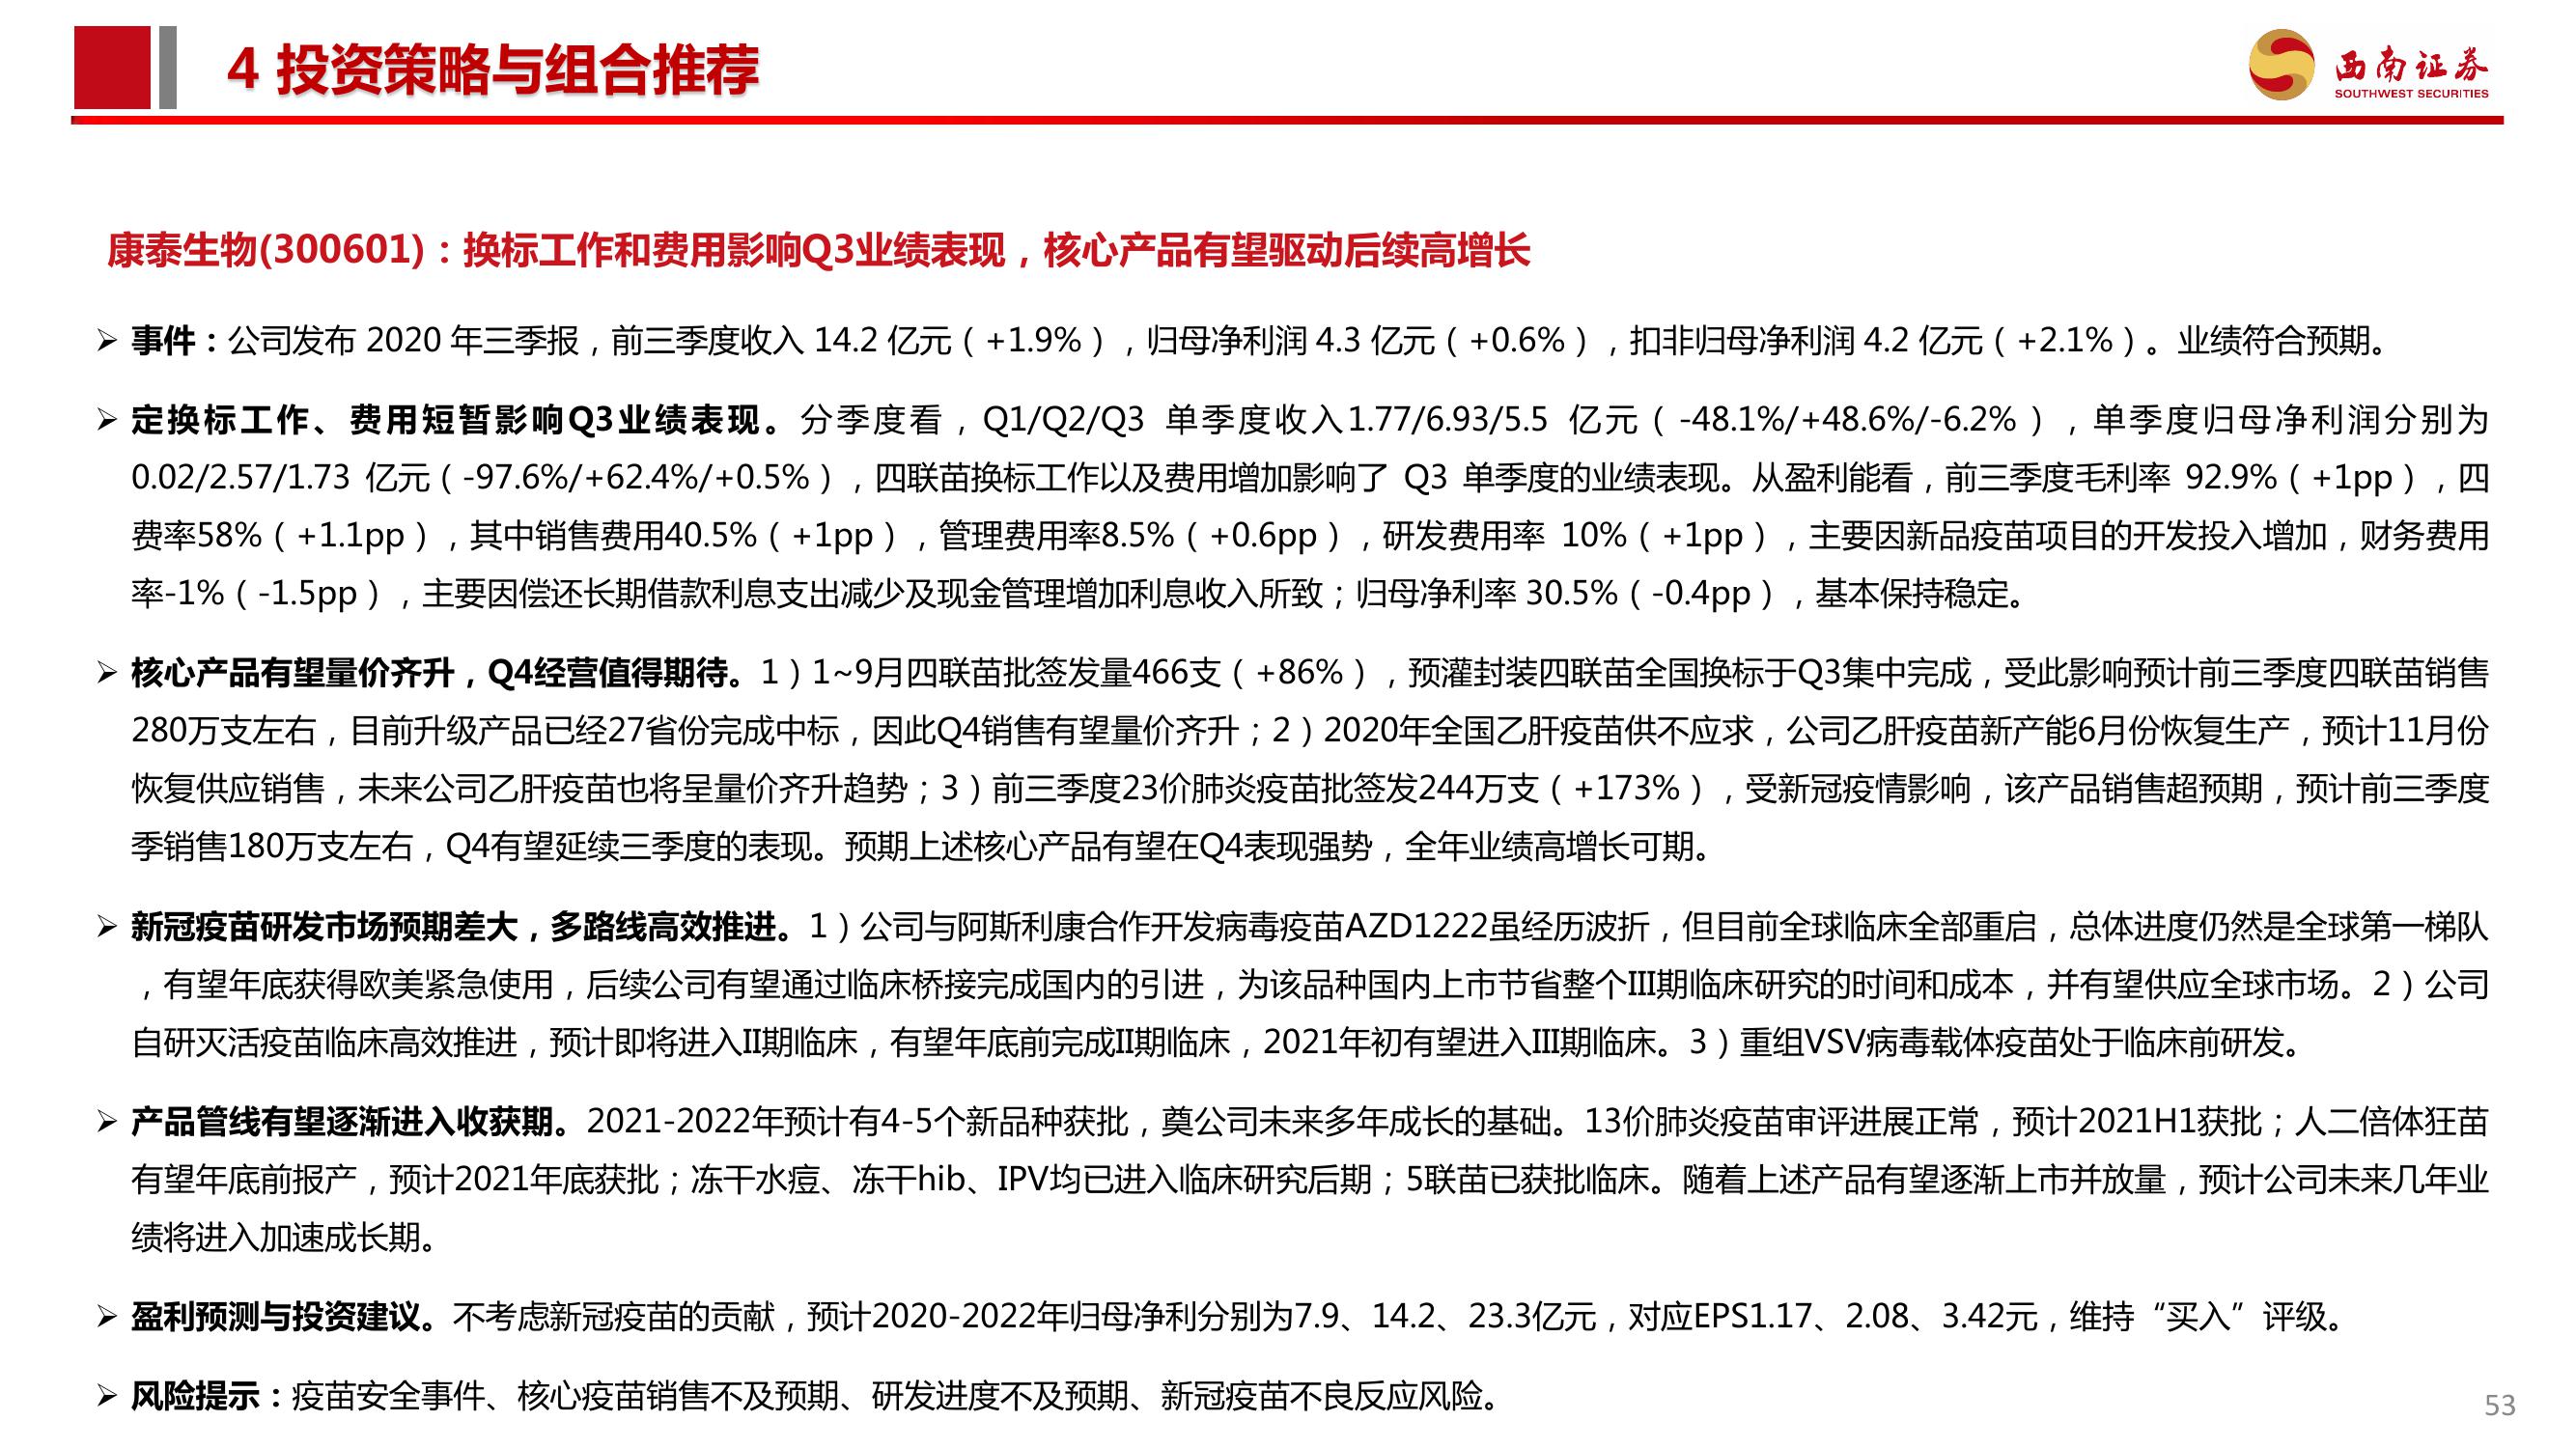 4 投资策略与组合推荐
西南证券
SOUTHWEST SECURITIES
康泰生物(300601)：换标工作和费用影响Q3业绩表现，核心产品有望驱动后续高增长
➢ 事件：公司发布 2020 年三季报，前三季度收入 14.2 亿元（+1.9%），归母净利润 4.3 亿元（+0.6%），扣非归母净利润 4.2 亿元（+2.1%）。业绩符合预期。
➢ 定换标工作、费用短暂影响Q3业绩表现。分季度看，Q1/Q2/Q3 单季度收入1.77/6.93/5.5 亿元（-48.1%/+48.6%/-6.2%），单季度归母净利润分别为
0.02/2.57/1.73 亿元（-97.6%/+62.4%/+0.5%），四联苗换标工作以及费用增加影响了 Q3 单季度的业绩表现。从盈利能看，前三季度毛利率 92.9%（+1pp），四
费率58%（+1.1pp），其中销售费用40.5%（+1pp），管理费用率8.5%（+0.6pp），研发费用率 10%（+1pp），主要因新品疫苗项目的开发投入增加，财务费用
率-1%（-1.5pp），主要因偿还长期借款利息支出减少及现金管理增加利息收入所致；归母净利率 30.5%（-0.4pp），基本保持稳定。
➢ 核心产品有望量价齐升，Q4经营值得期待。1）1~9月四联苗批签发量466支（+86%），预灌封装四联苗全国换标于Q3集中完成，受此影响预计前三季度四联苗销售
280万支左右，目前升级产品已经27省份完成中标，因此Q4销售有望量价齐升；2）2020年全国乙肝疫苗供不应求，公司乙肝疫苗新产能6月份恢复生产，预计11月份
恢复供应销售，未来公司乙肝疫苗也将呈量价齐升趋势；3）前三季度23价肺炎疫苗批签发244万支（+173%），受新冠疫情影响，该产品销售超预期，预计前三季度
季销售180万支左右，Q4有望延续三季度的表现。预期上述核心产品有望在Q4表现强势，全年业绩高增长可期。
➢ 新冠疫苗研发市场预期差大，多路线高效推进。1）公司与阿斯利康合作开发病毒疫苗AZD1222虽经历波折，但目前全球临床全部重启，总体进度仍然是全球第一梯队
，有望年底获得欧美紧急使用，后续公司有望通过临床桥接完成国内的引进，为该品种国内上市节省整个III期临床研究的时间和成本，并有望供应全球市场。2）公司
自研灭活疫苗临床高效推进，预计即将进入II期临床，有望年底前完成II期临床，2021年初有望进入III期临床。3）重组VSV病毒载体疫苗处于临床前研发。
➢ 产品管线有望逐渐进入收获期。2021-2022年预计有4-5个新品种获批，奠公司未来多年成长的基础。13价肺炎疫苗审评进展正常，预计2021H1获批；人二倍体狂苗
有望年底前报产，预计2021年底获批；冻干水痘、冻干hib、IPV均已进入临床研究后期；5联苗已获批临床。随着上述产品有望逐渐上市并放量，预计公司未来几年业
绩将进入加速成长期。
➢ 盈利预测与投资建议。不考虑新冠疫苗的贡献，预计2020-2022年归母净利分别为7.9、14.2、23.3亿元，对应EPS1.17、2.08、3.42元，维持“买入”评级。
➢ 风险提示：疫苗安全事件、核心疫苗销售不及预期、研发进度不及预期、新冠疫苗不良反应风险。
53